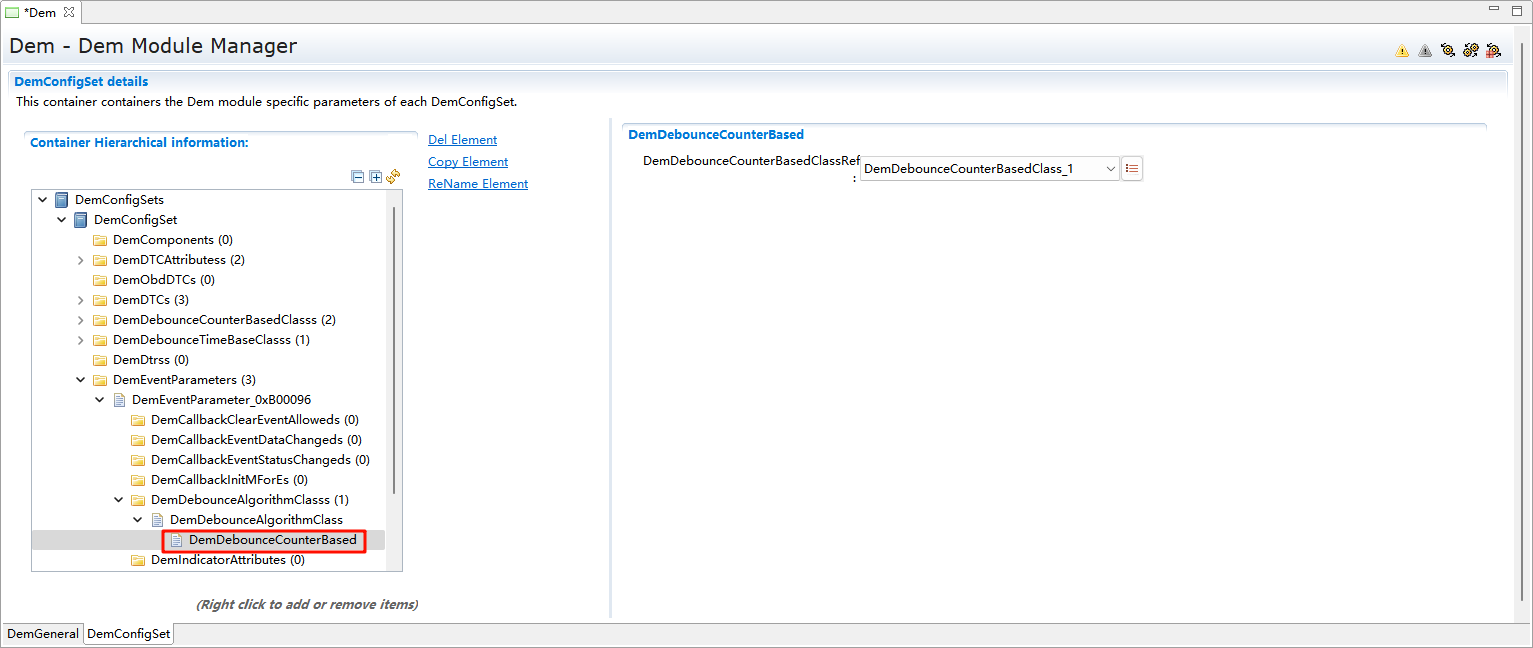 *Dem
Dem - Dem Module Manager
DemConfigSet details
This container containers the Dem module specific parameters of each DemConfigSet.
Container Hierarchical information:
Del Element
Copy Element
ReName Element
DemConfigSets
DemConfigSet
DemComponents (0)
DemDTCAttributess (2)
DemObdDTCs (0)
DemDTCs (3)
DemDebounceCounterBasedClasss (2)
DemDebounceTimeBaseClasss (1)
DemDtrss (0)
DemEventParameters (3)
DemEventParameter_0xB00096
DemCallbackClearEventAlloweds (0)
DemCallbackEventDataChangeds (0)
DemCallbackEventStatusChangeds (0)
DemCallbackInitMForEs (0)
DemDebounceAlgorithmClasss (1)
DemDebounceAlgorithmClass
DemDebounceCounterBased
DemIndicatorAttributes (0)
(Right click to add or remove items)
DemDebounceCounterBased
DemDebounceCounterBasedClassRef
: DemDebounceCounterBasedClass_1
DemGeneral DemConfigSet